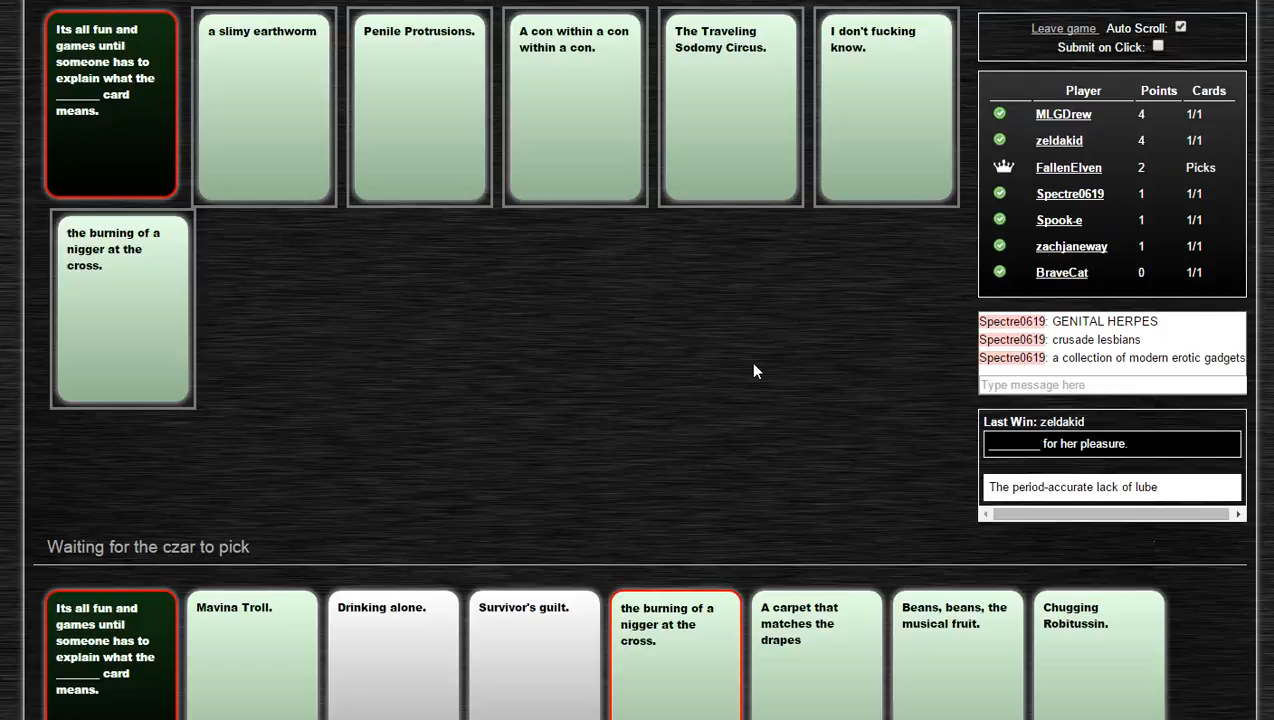 Its all fun and
games until
someone has to
explain what the
______ card
means.
a slimy earthworm
Penile Protrusions.
A con within a con
within a con.
The Traveling
Sodomy Circus.
I don't fucking
know.
the burning of a
nigger at the
cross.
Waiting for the czar to pick
Its all fun and
games until
someone has to
explain what the
______ card
means.
Mavina Troll.
Drinking alone.
Survivor's guilt.
the burning of a
nigger at the
cross.
A carpet that
matches the
drapes
Beans, beans, the
musical fruit.
Chugging
Robitussin.
Leave game Auto Scroll:
Submit on Click:
Player Points Cards
MLGDrew 4 1/1
zeldakid 4 1/1
FallenElven 2 Picks
Spectre0619 1 1/1
Spook-e 1 1/1
zachjaneway 1 1/1
BraveCat 0 1/1
Spectre0619: GENITAL HERPES
Spectre0619: crusade lesbians
Spectre0619: a collection of modern erotic gadgets
Type message here
Last Win: zeldakid
________ for her pleasure.
The period-accurate lack of lube